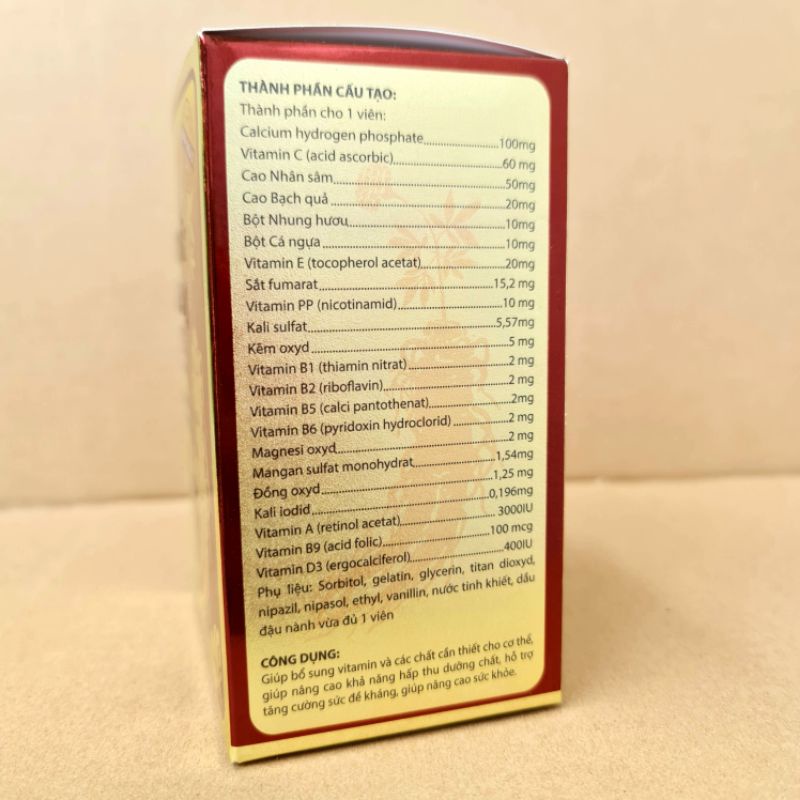 THÀNH PHẦN CẤU TẠO:
Thành phần cho 1 viên:
Calcium hydrogen phosphate 100mg
Vitamin C (acid ascorbic) 60 mg
Cao Nhân sâm 50mg
Cao Bạch quả 20mg
Bột Nhung hươu 10mg
Bột Cá ngựa 10mg
Vitamin E (tocopherol acetat) 20mg
Sắt fumarat 15,2 mg
Vitamin PP (nicotinamid) 10 mg
Kali sulfat 5,57mg
Kẽm oxyd 5 mg
Vitamin B1 (thiamin nitrat) 2 mg
Vitamin B2 (riboflavin) 2 mg
Vitamin B5 (calci pantothenat) 2mg
Vitamin B6 (pyridoxin hydroclorid) 2 mg
Magnesi oxyd 2 mg
Mangan sulfat monohydrat 1,54mg
Đồng oxyd 1,25 mg
Kali iodid 0,196mg
Vitamin A (retinol acetat) 3000IU
Vitamin B9 (acid folic) 100 mcg
Vitamin D3 (ergocalciferol) 400IU
Phụ liệu: Sorbitol, gelatin, glycerin, titan dioxyd,
nipazil, nipasol, ethyl, vanillin, nước tinh khiết, dầu
đậu nành vừa đủ 1 viên
CÔNG DỤNG:
Giúp bổ sung vitamin và các chất cần thiết cho cơ thể,
giúp nâng cao khả năng hấp thu dưỡng chất, hỗ trợ
tăng cường sức đề kháng, giúp nâng cao sức khỏe.